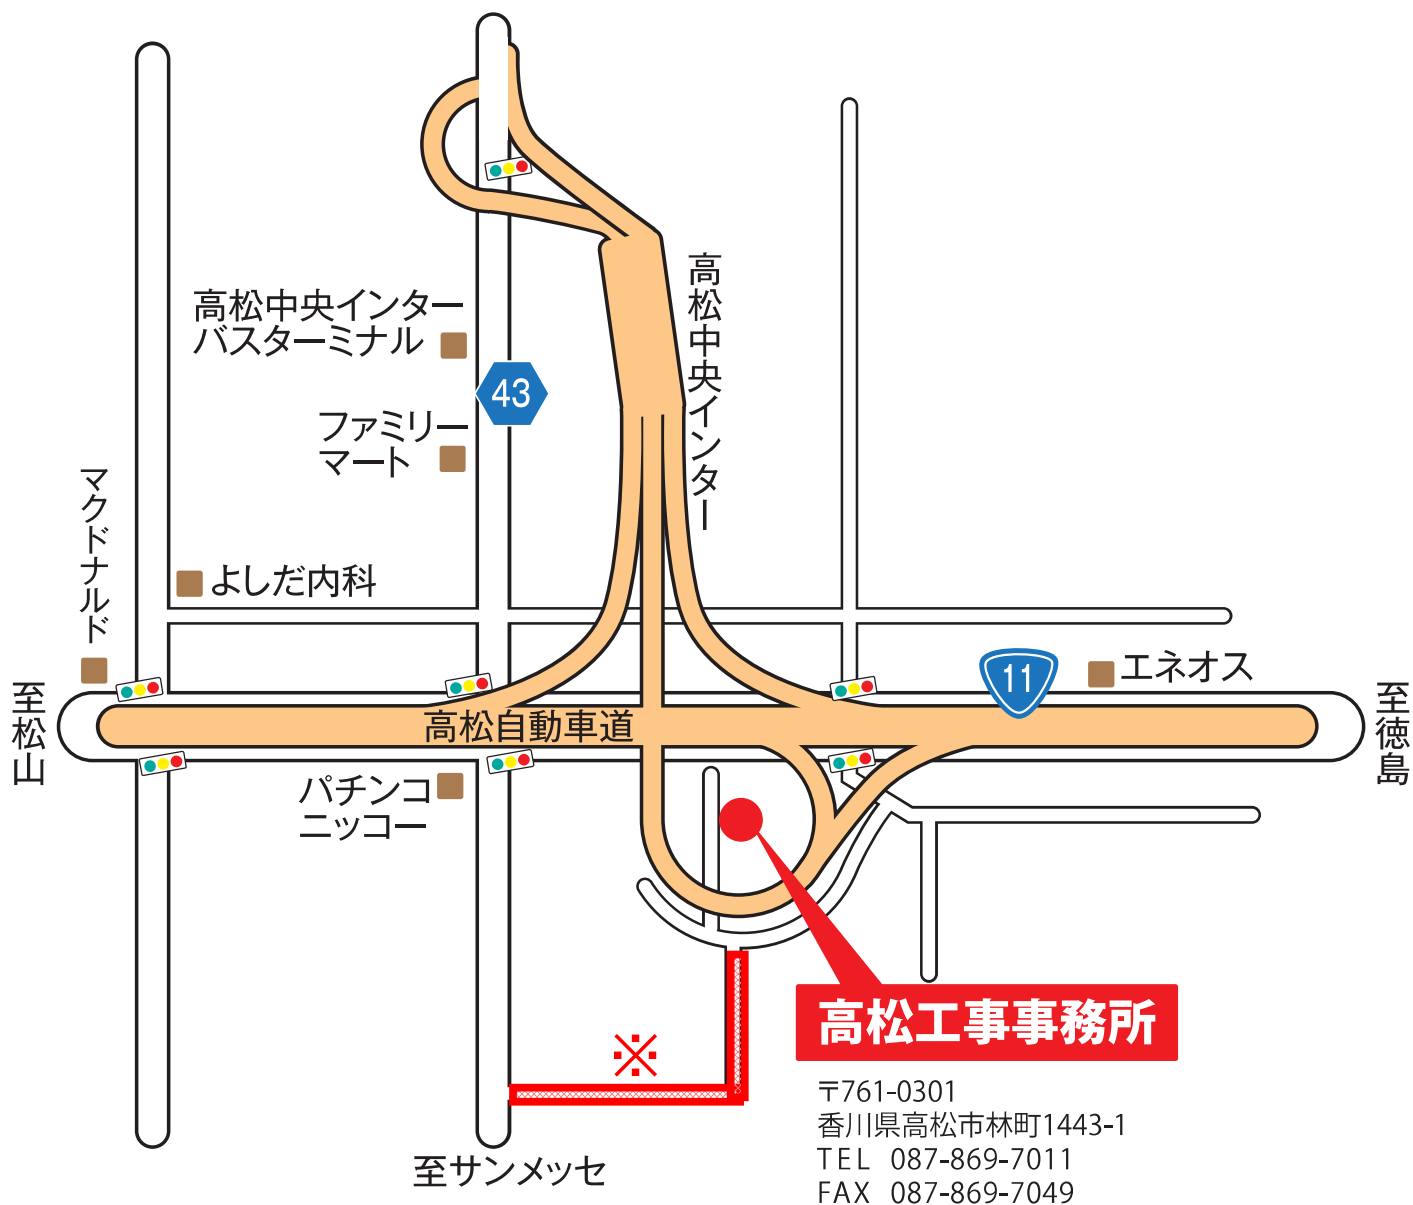 高松中央インター
バスターミナル
43
高松中央インター
ファミリー
マート
マクドナルド
よしだ内科
11
エネオス
至松山
高松自動車道
至徳島
パチンコ
ニッコー
高松工事事務所
※
〒761-0301
香川県高松市林町1443-1
TEL 087-869-7011
FAX 087-869-7049
至サンメッセ